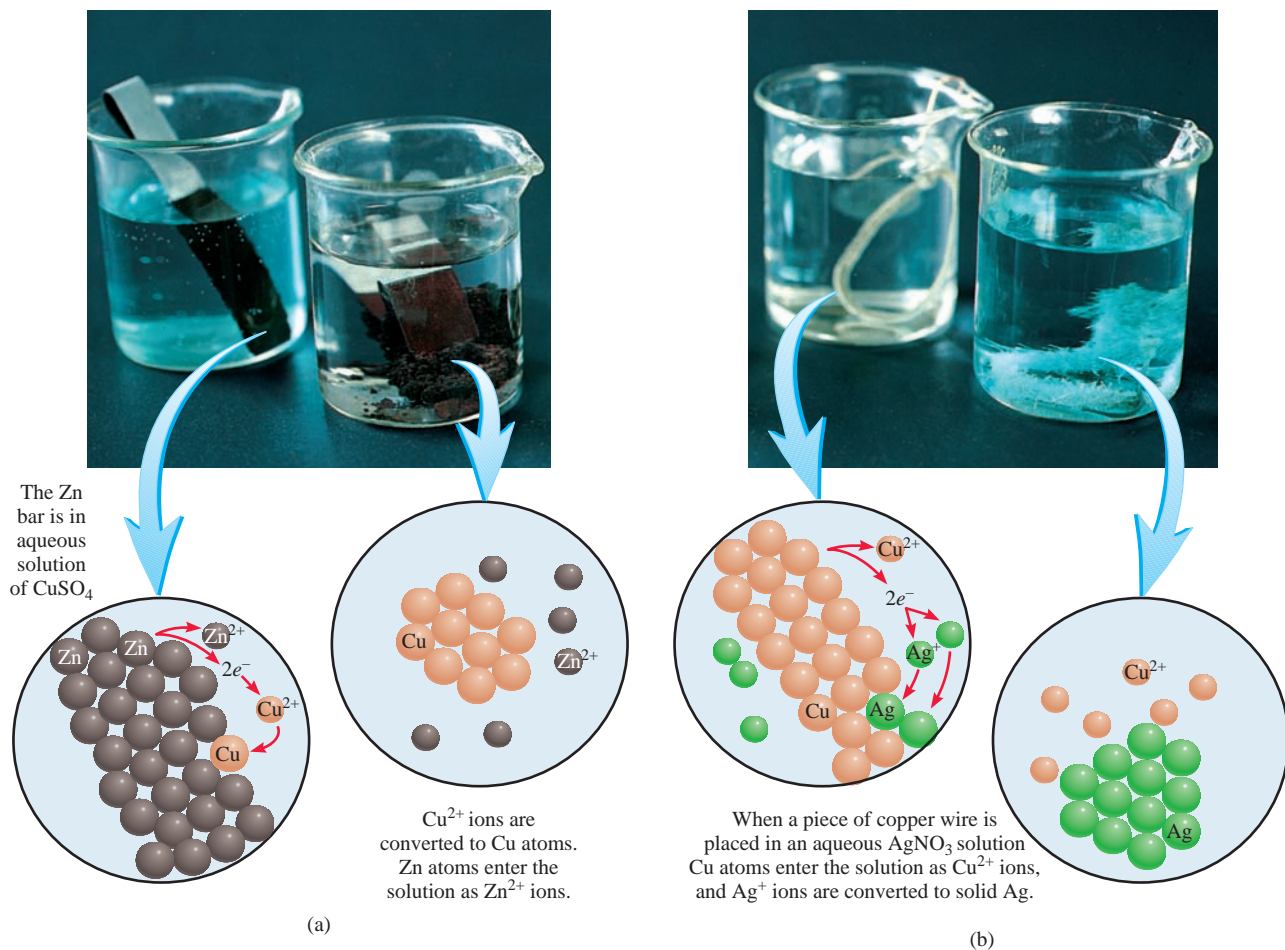 The Zn
bar is in
aqueous
solution
of CuSO₄
Zn
Zn
Zn²⁺
2e⁻
Cu²⁺
Cu
Cu
Zn²⁺
Cu²⁺ ions are
converted to Cu atoms.
Zn atoms enter the
solution as Zn²⁺ ions.
(a)
Cu²⁺
2e⁻
Ag⁺
Cu
Ag
Cu²⁺
Ag
When a piece of copper wire is
placed in an aqueous AgNO₃ solution
Cu atoms enter the solution as Cu²⁺ ions,
and Ag⁺ ions are converted to solid Ag.
(b)